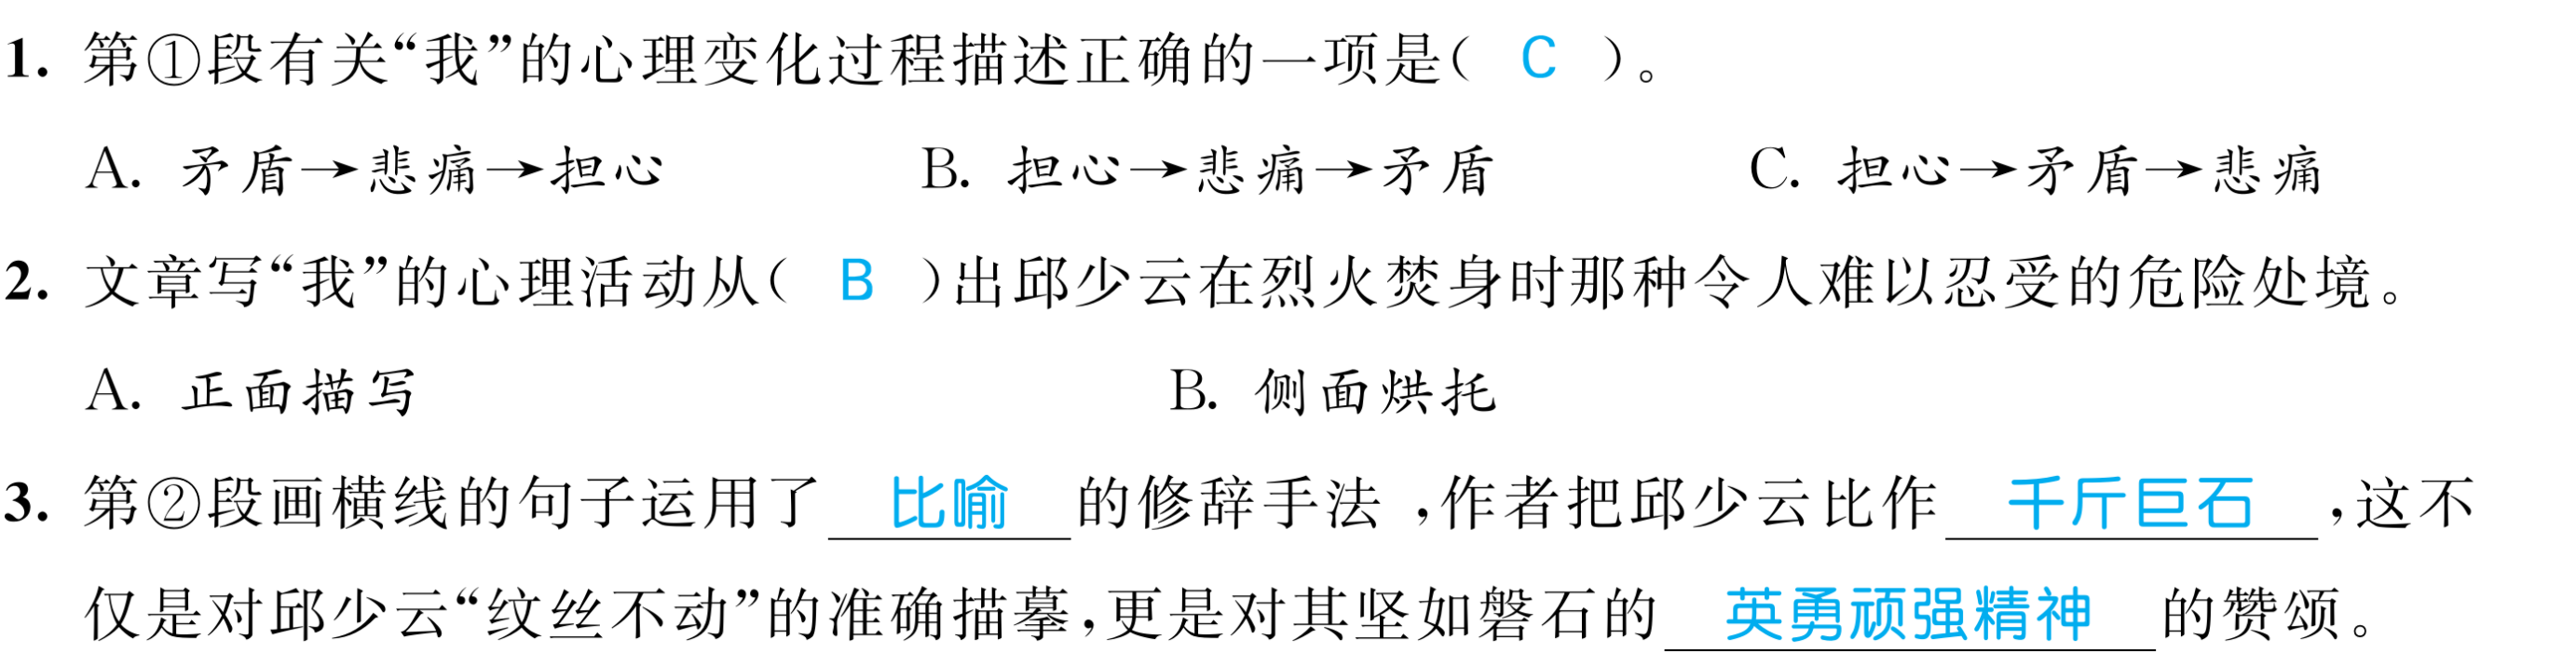 1. 第①段有关“我”的心理变化过程描述正确的一项是( C )。
A. 矛盾→悲痛→担心 B. 担心→悲痛→矛盾 C. 担心→矛盾→悲痛
2. 文章写“我”的心理活动从( B )出邱少云在烈火焚身时那种令人难以忍受的危险处境。
A. 正面描写 B. 侧面烘托
3. 第②段画横线的句子运用了 比喻 的修辞手法,作者把邱少云比作 千斤巨石 ,这不
仅是对邱少云“纹丝不动”的准确描摹,更是对其坚如磐石的 英勇顽强精神 的赞颂。